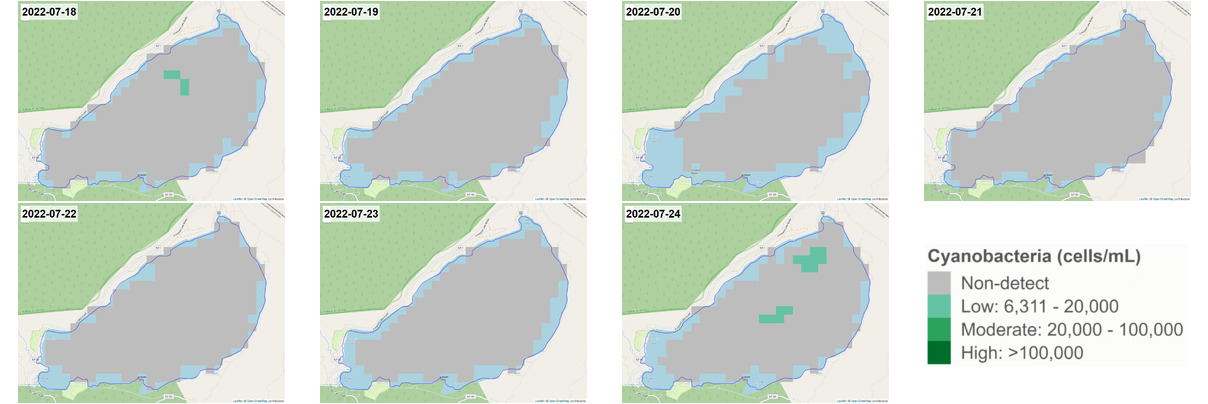 2022-07-18
2022-07-19
2022-07-20
2022-07-21
2022-07-22
2022-07-23
2022-07-24
Cyanobacteria (cells/mL)
Non-detect
Low: 6,311 - 20,000
Moderate: 20,000 - 100,000
High: >100,000